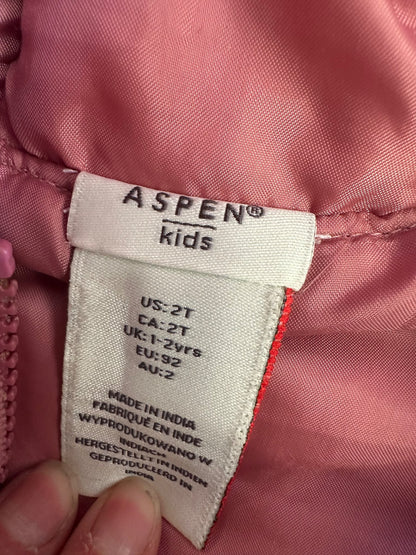 ASPEN®
kids
US: 2T
CA: 2T
UK: 1-2yrs
EU: 92
AU: 2
MADE IN INDIA
FABRIQUÉ EN INDE
WYPRODUKOWANO W
INDIACH
HERGESTELLT IN INDIEN
GEPRODUCEERD IN
INDIA